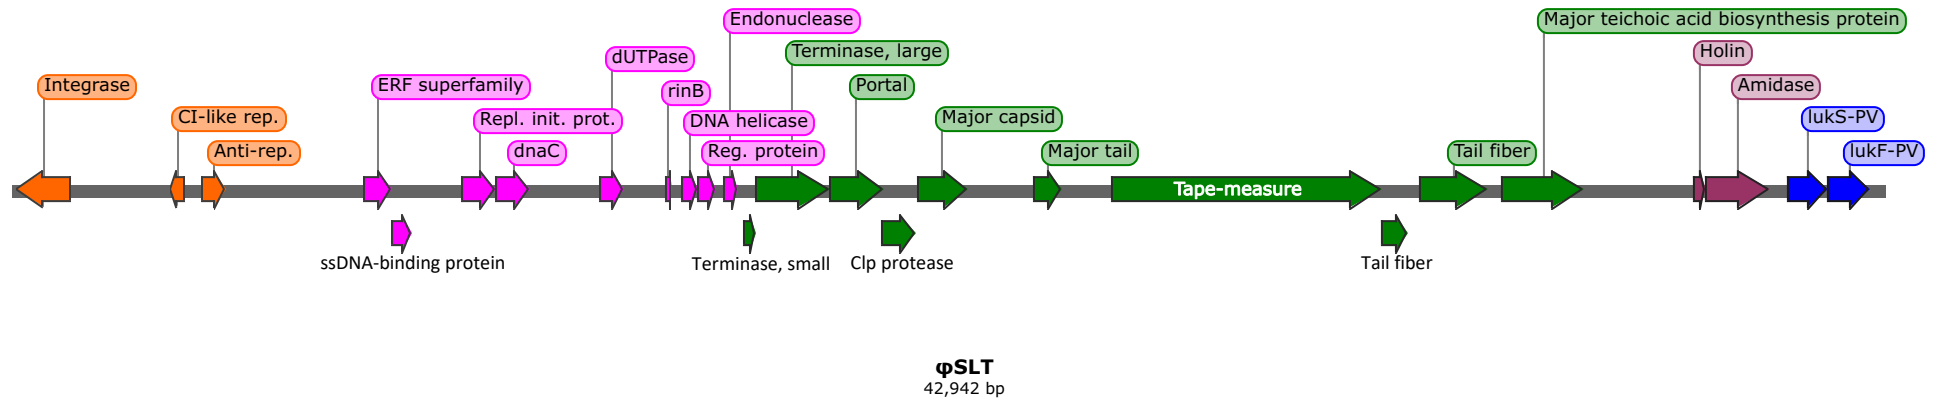 Endonuclease
Major teichoic acid biosynthesis protein
dUTPase
Terminase, large
Holin
Integrase
ERF superfamily
rinB
Portal
Amidase
CI-like rep.
Repl. init. prot.
DNA helicase
Major capsid
lukS-PV
Anti-rep.
dnaC
Reg. protein
Major tail
Tail fiber
lukF-PV
Tape-measure
ssDNA-binding protein
Terminase, small
Clp protease
Tail fiber
φSLT
42,942 bp